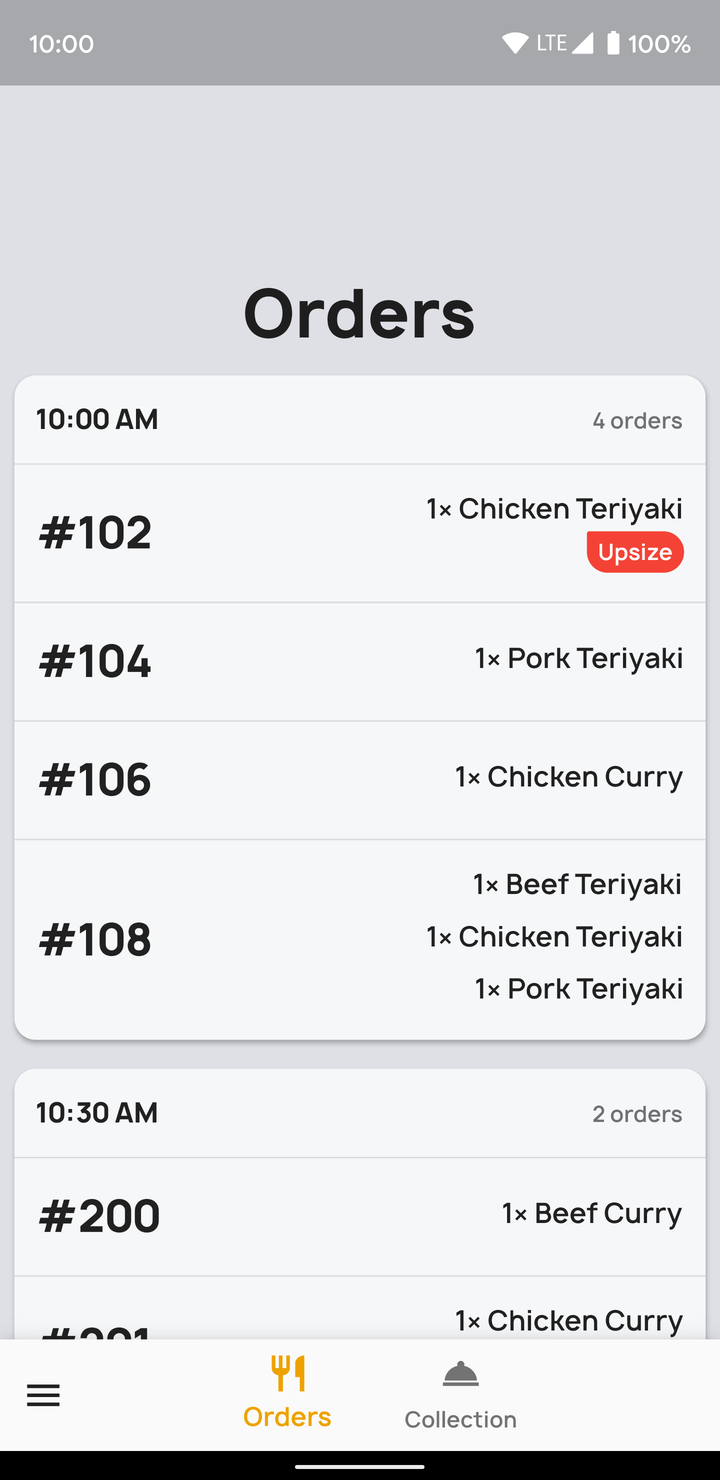 10:00 LTE 100%
Orders
10:00 AM 4 orders
#102 1× Chicken Teriyaki
Upsize
#104 1× Pork Teriyaki
#106 1× Chicken Curry
1× Beef Teriyaki
#108 1× Chicken Teriyaki
1× Pork Teriyaki
10:30 AM 2 orders
#200 1× Beef Curry
1× Chicken Curry
Orders Collection